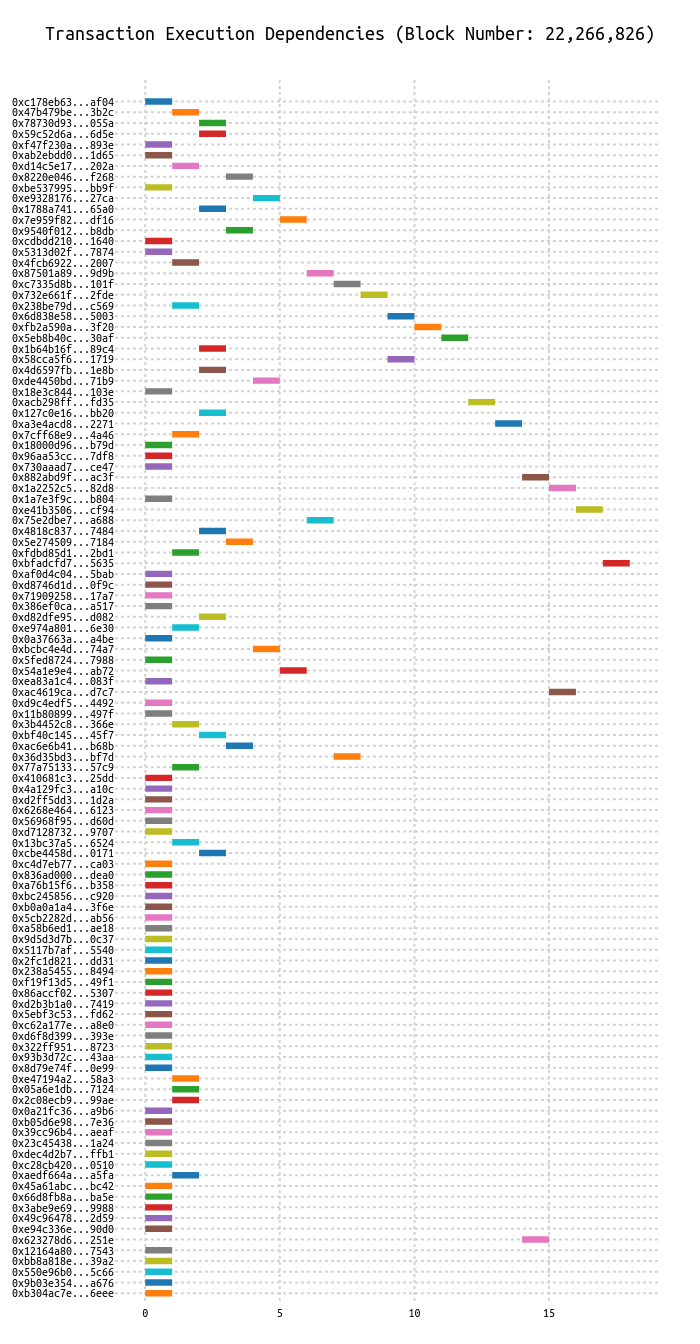 Transaction Execution Dependencies (Block Number: 22,266,826)
0xc178eb63...af04
0x47b479be...3b2c
0x78730d93...055a
0x59c52d6a...6d5e
0xf47f230a...893e
0xab2ebdd0...1d65
0xd14c5e17...202a
0x8220e046...f268
0xbe537995...bb9f
0xe9328176...27ca
0x1788a741...65a0
0x7e959f82...df16
0x9540f012...b8db
0xcdbdd210...1640
0x5313d02f...7874
0x4fcb6922...2007
0x87501a89...9d9b
0xc7335d8b...101f
0x732e661f...2fde
0x238be79d...c569
0x6d838e58...5003
0xfb2a590a...3f20
0x5eb8b40c...30af
0x1b64b16f...89c4
0x58cca5f6...1719
0x4d6597fb...1e8b
0xde4450bd...71b9
0x18e3c844...103e
0xacb298ff...fd35
0x127c0e16...bb20
0xa3e4acd8...2271
0x7cff68e9...4a46
0x18000d96...b79d
0x96aa53cc...7df8
0x730aaad7...ce47
0x882abd9f...ac3f
0x1a2252c5...82d8
0x1a7e3f9c...b804
0xe41b3506...cf94
0x75e2dbe7...a688
0x4818c837...7484
0x5e274509...7184
0xfdbd85d1...2bd1
0xbfadcfd7...5635
0xaf0d4c04...5bab
0xd8746d1d...0f9c
0x71909258...17a7
0x386ef0ca...a517
0xd82dfe95...d082
0xe974a801...6e30
0x0a37663a...a4be
0xbcbc4e4d...74a7
0x5fed8724...7988
0x54a1e9e4...ab72
0xea83a1c4...083f
0xac4619ca...d7c7
0xd9c4edf5...4492
0x11b80899...497f
0x3b4452c8...366e
0xbf40c145...45f7
0xac6e6b41...b68b
0x36d35bd3...bf7d
0x77a75133...57c9
0x410681c3...25dd
0x4a129fc3...a10c
0xd2ff5dd3...1d2a
0x6268e464...6123
0x56968f95...d60d
0xd7128732...9707
0x13bc37a5...6524
0xcbe4458d...0171
0xc4d7eb77...ca03
0x836ad000...dea0
0xa76b15f6...b358
0xbc245856...c920
0xb0a0a1a4...3f6e
0x5cb2282d...ab56
0xa58b6ed1...ae18
0x9d5d3d7b...0c37
0x5117b7af...5540
0x2fc1d821...dd31
0x238a5455...8494
0xf19f13d5...49f1
0x86accf02...5307
0xd2b3b1a0...7419
0x5ebf3c53...fd62
0xc62a177e...a8e0
0xd6f8d399...393e
0x322ff951...8723
0x93b3d72c...43aa
0x8d79e74f...0e99
0xe47194a2...58a3
0x05a6e1db...7124
0x2c08ecb9...99ae
0x0a21fc36...a9b6
0xb05d6e98...7e36
0x39cc96b4...aeaf
0x23c45438...1a24
0xdec4d2b7...ffb1
0xc28cb420...0510
0xaedf664a...a5fa
0x45a61abc...bc42
0x66d8fb8a...ba5e
0x3abe9e69...9988
0x49c96478...2d59
0xe94c336e...90d0
0x623278d6...251e
0x12164a80...7543
0xbb8a818e...39a2
0x550e96b0...5c66
0x9b03e354...a676
0xb304ac7e...6eee
0 5 10 15